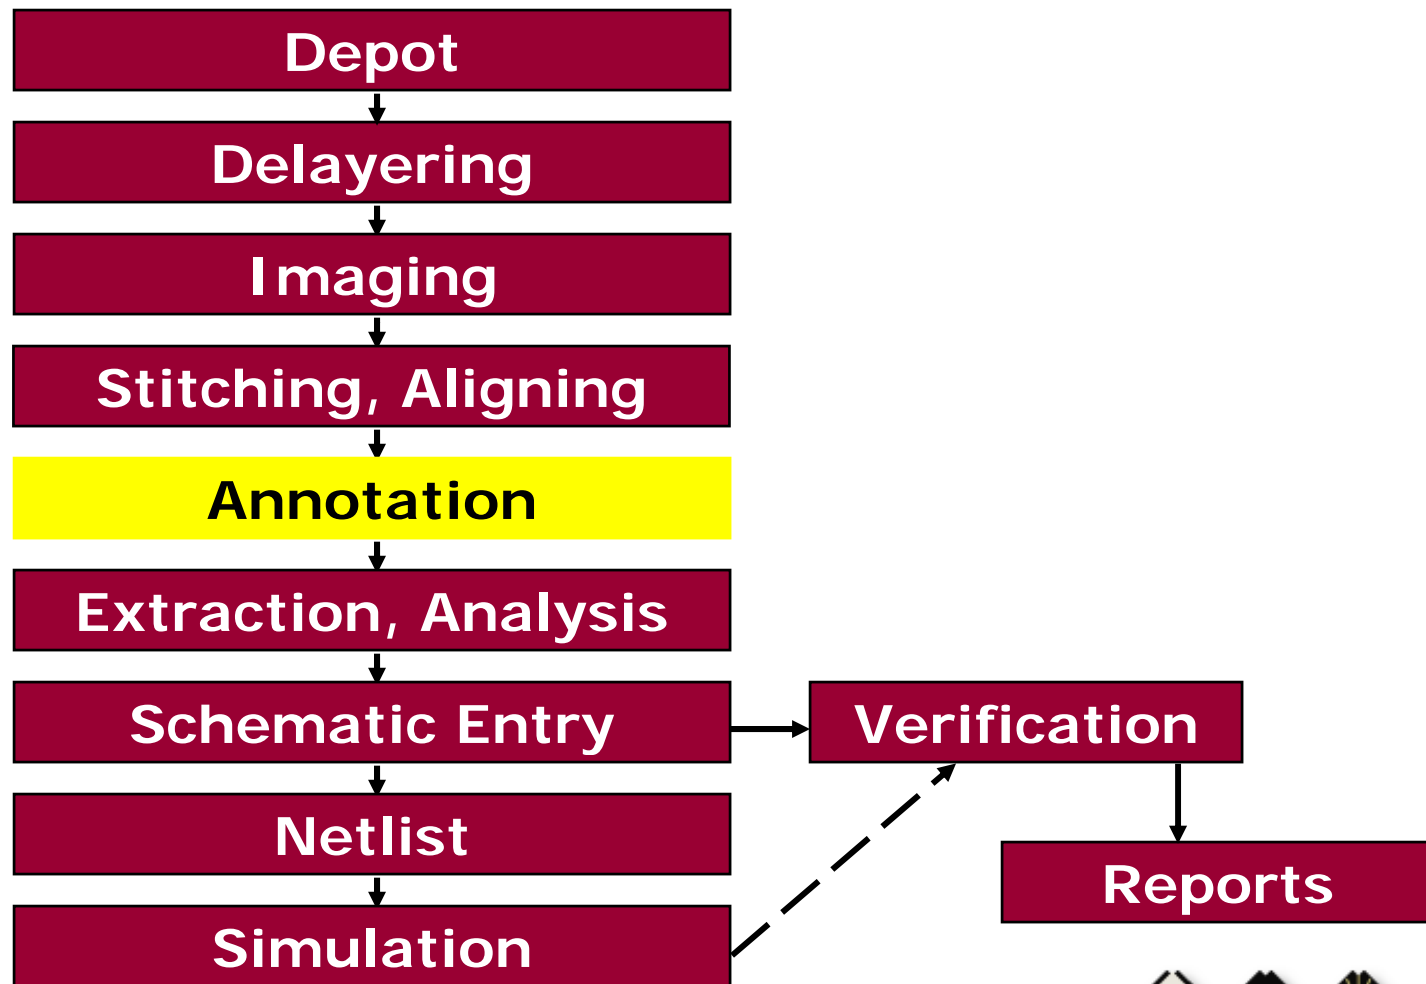 Depot
Delayering
Imaging
Stitching, Aligning
Annotation
Extraction, Analysis
Schematic Entry
Verification
Netlist
Reports
Simulation